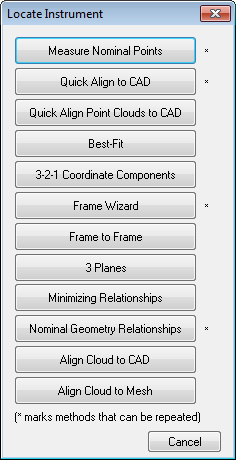 Locate Instrument
Measure Nominal Points *
Quick Align to CAD *
Quick Align Point Clouds to CAD
Best-Fit
3-2-1 Coordinate Components
Frame Wizard *
Frame to Frame
3 Planes
Minimizing Relationships
Nominal Geometry Relationships *
Align Cloud to CAD
Align Cloud to Mesh
(* marks methods that can be repeated)
Cancel